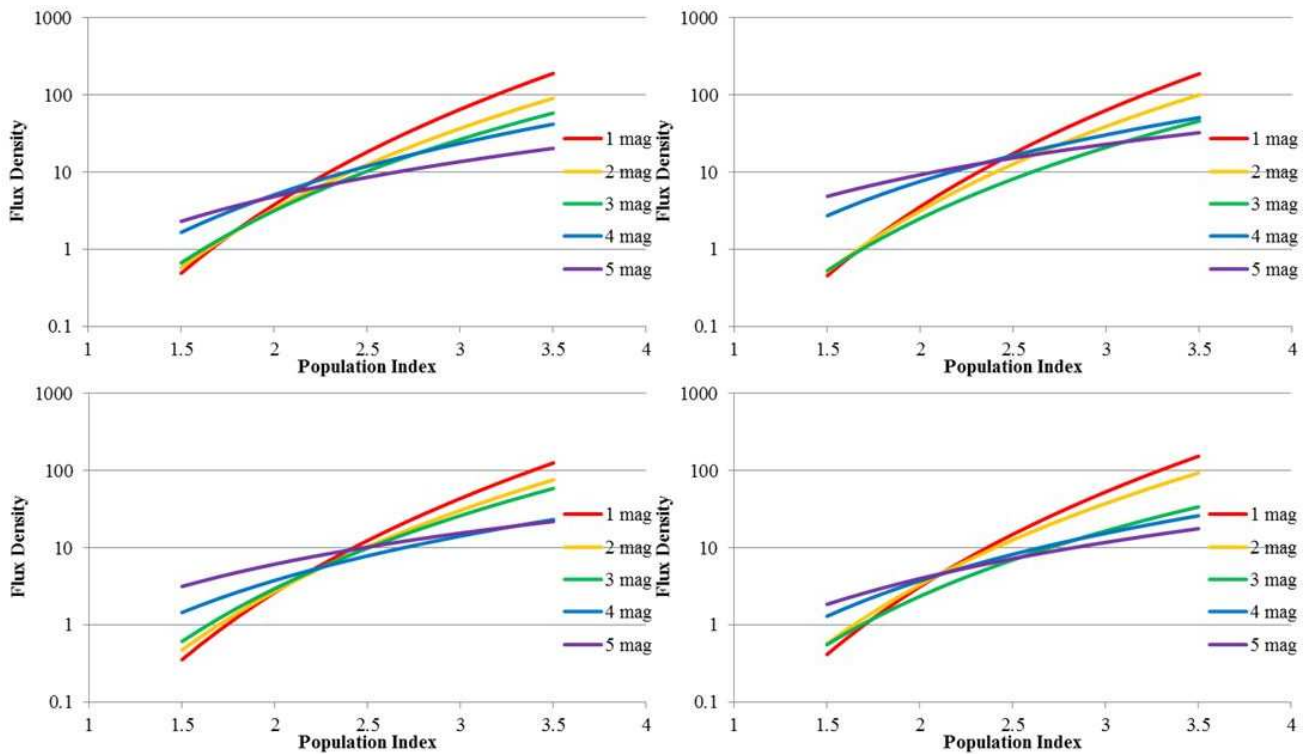 1000
100
10
1
0.1
Flux Density
1 mag
2 mag
3 mag
4 mag
5 mag
1 1.5 2 2.5 3 3.5 4
Population Index
1000
100
10
1
0.1
Flux Density
1 mag
2 mag
3 mag
4 mag
5 mag
1 1.5 2 2.5 3 3.5 4
Population Index
1000
100
10
1
0.1
Flux Density
1 mag
2 mag
3 mag
4 mag
5 mag
1 1.5 2 2.5 3 3.5 4
Population Index
1000
100
10
1
0.1
Flux Density
1 mag
2 mag
3 mag
4 mag
5 mag
1 1.5 2 2.5 3 3.5 4
Population Index